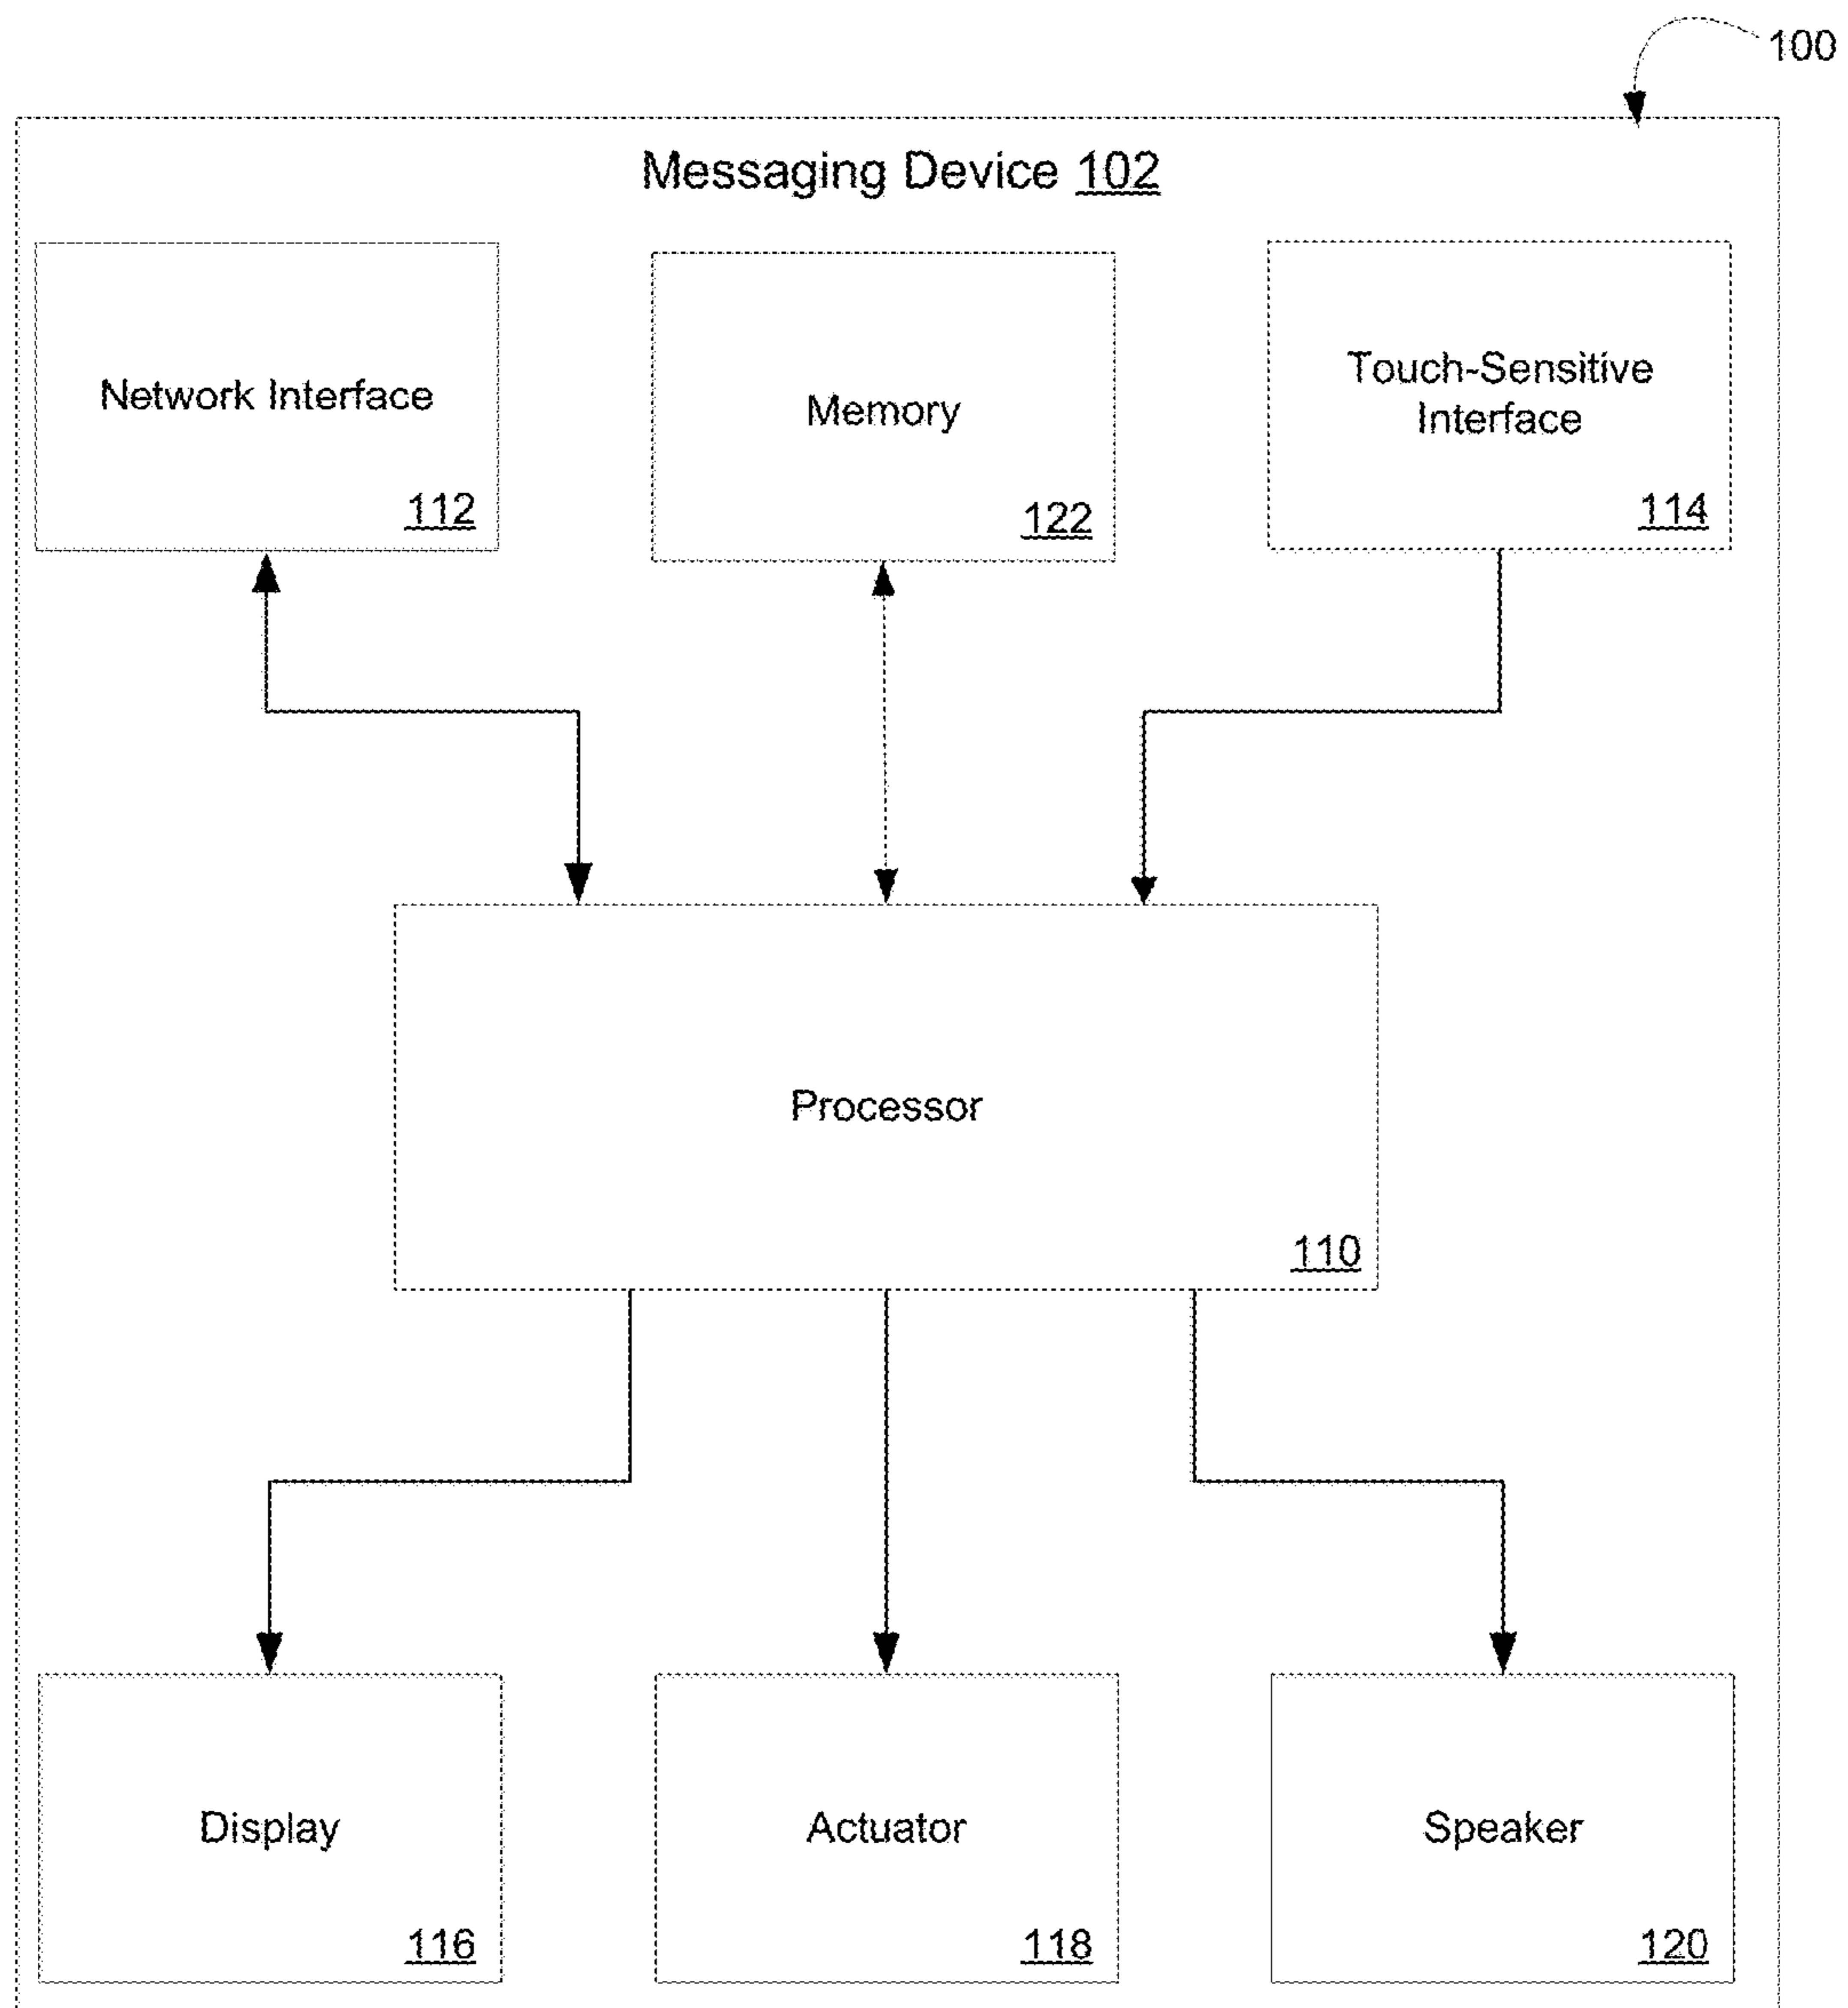 100
Messaging Device 102
Network Interface
112
Memory
122
Touch-Sensitive
Interface
114
Processor
110
Display
116
Actuator
118
Speaker
120